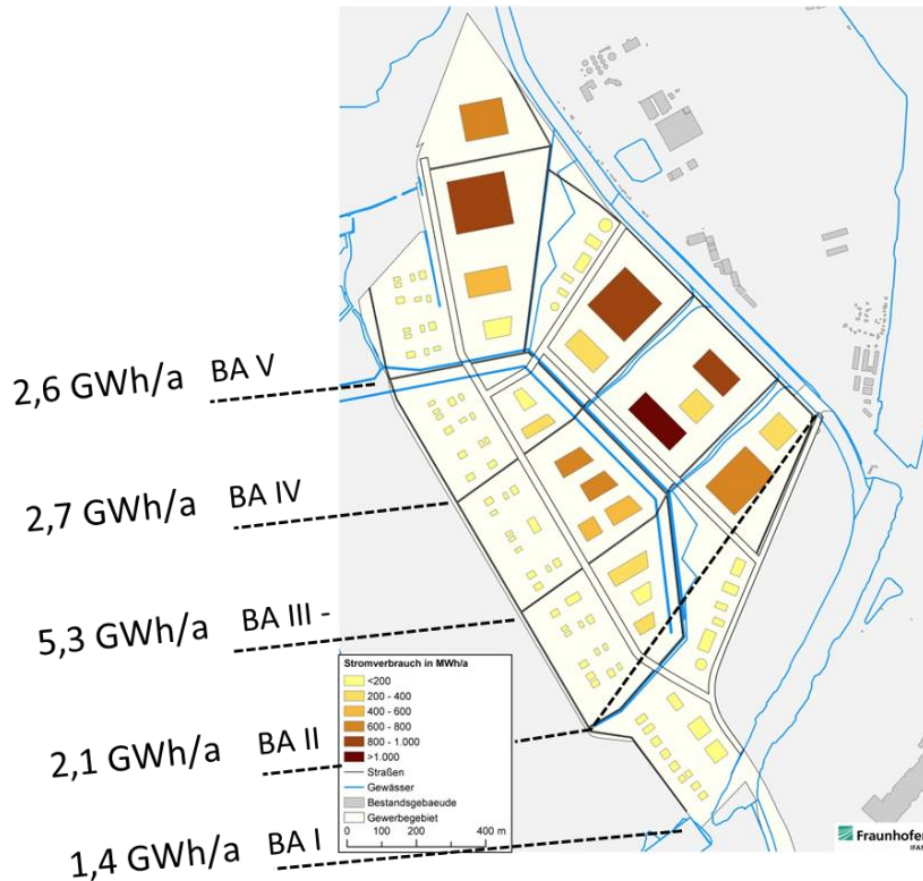 2,6 GWh/a BA V
2,7 GWh/a BA IV
5,3 GWh/a BA III -
2,1 GWh/a BA II
1,4 GWh/a BA I
Stromverbrauch in MWh/a
<200
200 - 400
400 - 600
600 - 800
800 - 1.000
>1.000
Straßen
Gewässer
Bestandsgebaeude
Gewerbegebiet
0 100 200 400 m
Fraunhofer